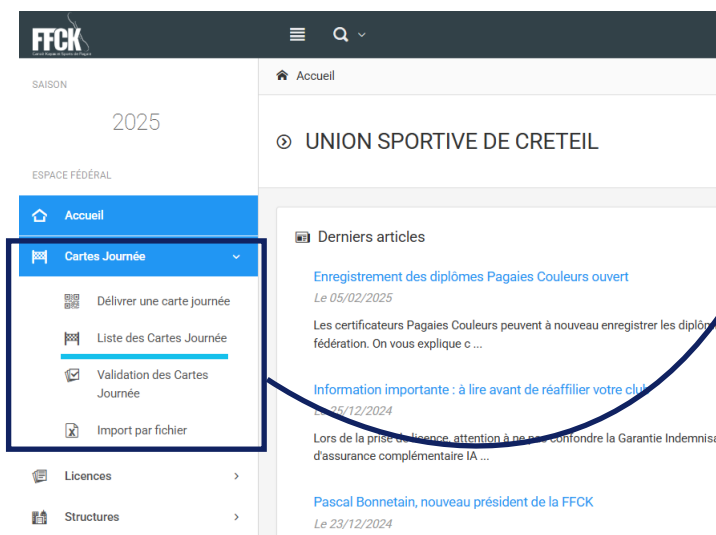 FFCK
SAISON
2025
ESPACE FÉDÉRAL
Accueil
Cartes Journée
Délivrer une carte journée
Liste des Cartes Journée
Validation des Cartes
Journée
Import par fichier
Licences
Structures
Accueil
UNION SPORTIVE DE CRETEIL
Derniers articles
Enregistrement des diplômes Pagaies Couleurs ouvert
Le 05/02/2025
Les certificateurs Pagaies Couleurs peuvent à nouveau enregistrer les diplôm
fédération. On vous explique c ...
Information importante : à lire avant de réaffilier votre club
Le 25/12/2024
Lors de la prise de licence, attention à ne pas confondre la Garantie Indemnisa
d'assurance complémentaire IA ...
Pascal Bonnetain, nouveau président de la FFCK
Le 23/12/2024